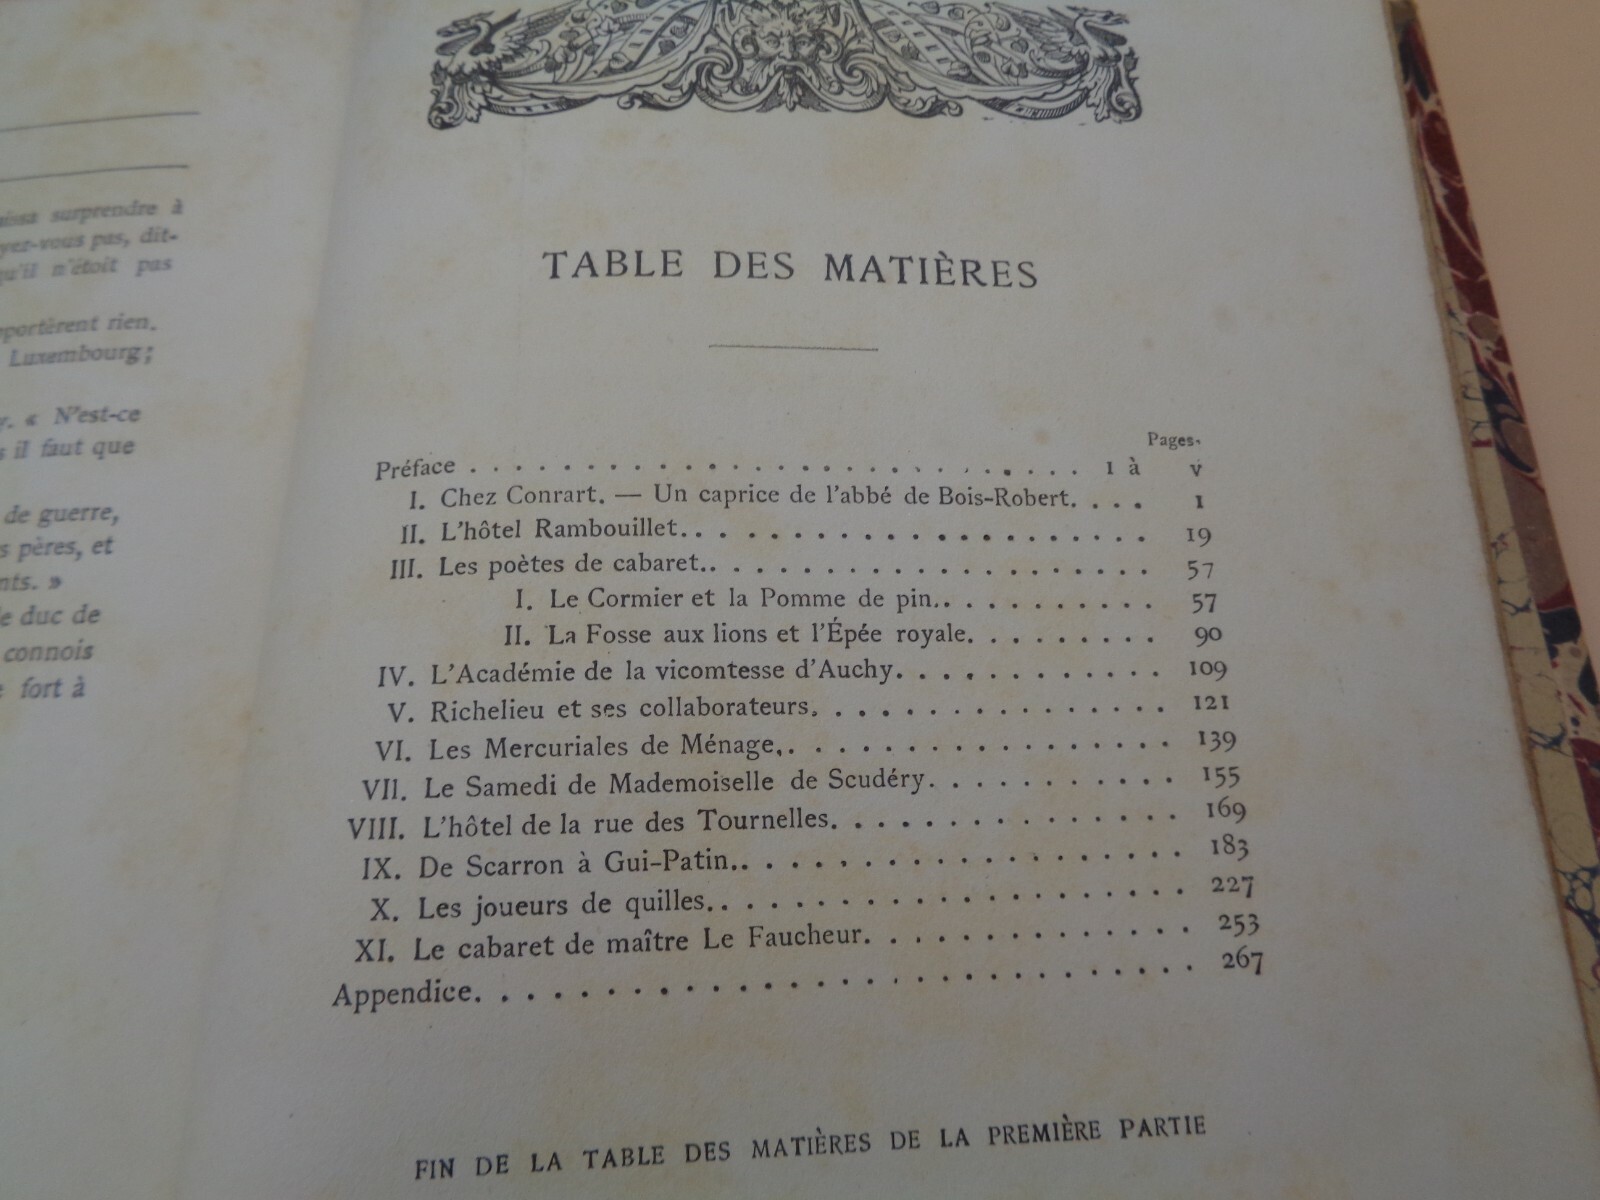 surprendre à
yez-vous pas, dit-
qu'il n'étoit pas
portèrent rien.
Luxembourg;
« N'est-ce
il faut que
de guerre,
s pères, et
nts. »
e duc de
connois
fort à
TABLE DES MATIÈRES
Pages.
Préface . . . . . . . . . . . . . . . . . . . . . . . . . . . . I à V
I. Chez Conrart. — Un caprice de l'abbé de Bois-Robert. . . . 1
II. L'hôtel Rambouillet. . . . . . . . . . . . . . . . . . . . 19
III. Les poètes de cabaret. . . . . . . . . . . . . . . . . . . 57
I. Le Cormier et la Pomme de pin. . . . . . . . . . . 57
II. La Fosse aux lions et l'Épée royale. . . . . . . . . 90
IV. L'Académie de la vicomtesse d'Auchy. . . . . . . . . . . . 109
V. Richelieu et ses collaborateurs. . . . . . . . . . . . . . . 121
VI. Les Mercuriales de Ménage. . . . . . . . . . . . . . . . . 139
VII. Le Samedi de Mademoiselle de Scudéry. . . . . . . . . . . 155
VIII. L'hôtel de la rue des Tournelles. . . . . . . . . . . . . . 169
IX. De Scarron à Gui-Patin. . . . . . . . . . . . . . . . . . . 183
X. Les joueurs de quilles. . . . . . . . . . . . . . . . . . . 227
XI. Le cabaret de maître Le Faucheur. . . . . . . . . . . . . 253
Appendice. . . . . . . . . . . . . . . . . . . . . . . . . . . 267
FIN DE LA TABLE DES MATIÈRES DE LA PREMIÈRE PARTIE